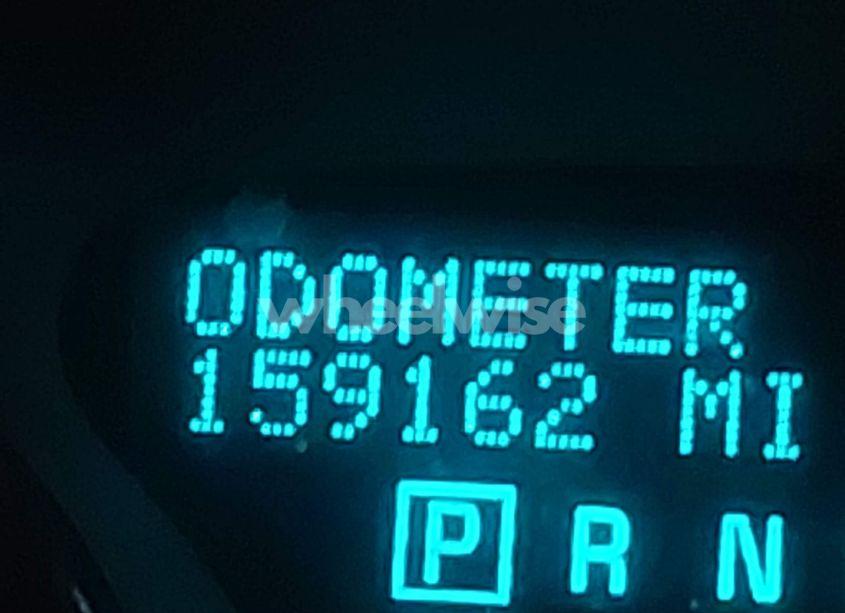 ODOMETER
wheelwise
159162 MI
P R N